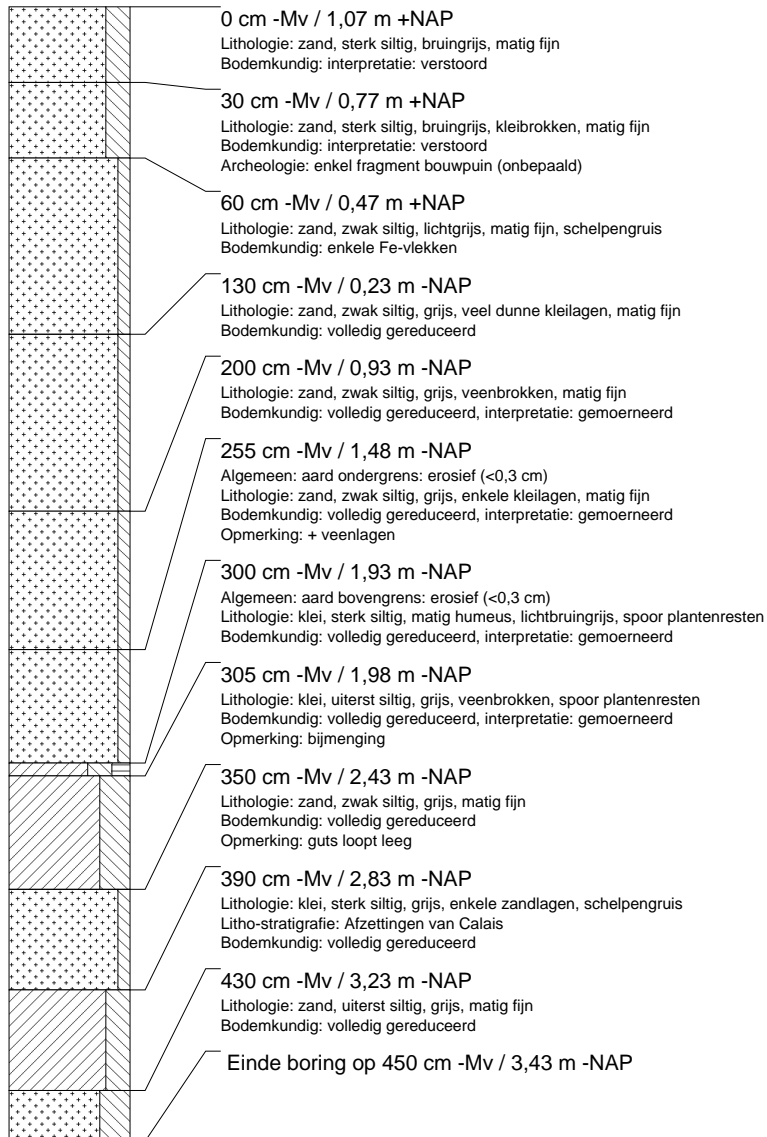 0 cm -Mv / 1,07 m +NAP
Lithologie: zand, sterk siltig, bruingrijs, matig fijn
Bodemkundig: interpretatie: verstoord
30 cm -Mv / 0,77 m +NAP
Lithologie: zand, sterk siltig, bruingrijs, kleibrokken, matig fijn
Bodemkundig: interpretatie: verstoord
Archeologie: enkel fragment bouwpuin (onbepaald)
60 cm -Mv / 0,47 m +NAP
Lithologie: zand, zwak siltig, lichtgrijs, matig fijn, schelpengruis
Bodemkundig: enkele Fe-vlekken
130 cm -Mv / 0,23 m -NAP
Lithologie: zand, zwak siltig, grijs, veel dunne kleilagen, matig fijn
Bodemkundig: volledig gereduceerd
200 cm -Mv / 0,93 m -NAP
Lithologie: zand, zwak siltig, grijs, veenbrokken, matig fijn
Bodemkundig: volledig gereduceerd, interpretatie: gemoerneerd
255 cm -Mv / 1,48 m -NAP
Algemeen: aard ondergrens: erosief (<0,3 cm)
Lithologie: zand, zwak siltig, grijs, enkele kleilagen, matig fijn
Bodemkundig: volledig gereduceerd, interpretatie: gemoerneerd
Opmerking: + veenlagen
300 cm -Mv / 1,93 m -NAP
Algemeen: aard bovengrens: erosief (<0,3 cm)
Lithologie: klei, sterk siltig, matig humeus, lichtbruingrijs, spoor plantenresten
Bodemkundig: volledig gereduceerd, interpretatie: gemoerneerd
305 cm -Mv / 1,98 m -NAP
Lithologie: klei, uiterst siltig, grijs, veenbrokken, spoor plantenresten
Bodemkundig: volledig gereduceerd, interpretatie: gemoerneerd
Opmerking: bijmenging
350 cm -Mv / 2,43 m -NAP
Lithologie: zand, zwak siltig, grijs, matig fijn
Bodemkundig: volledig gereduceerd
Opmerking: guts loopt leeg
390 cm -Mv / 2,83 m -NAP
Lithologie: klei, sterk siltig, grijs, enkele zandlagen, schelpengruis
Litho-stratigrafie: Afzettingen van Calais
Bodemkundig: volledig gereduceerd
430 cm -Mv / 3,23 m -NAP
Lithologie: zand, uiterst siltig, grijs, matig fijn
Bodemkundig: volledig gereduceerd
Einde boring op 450 cm -Mv / 3,43 m -NAP